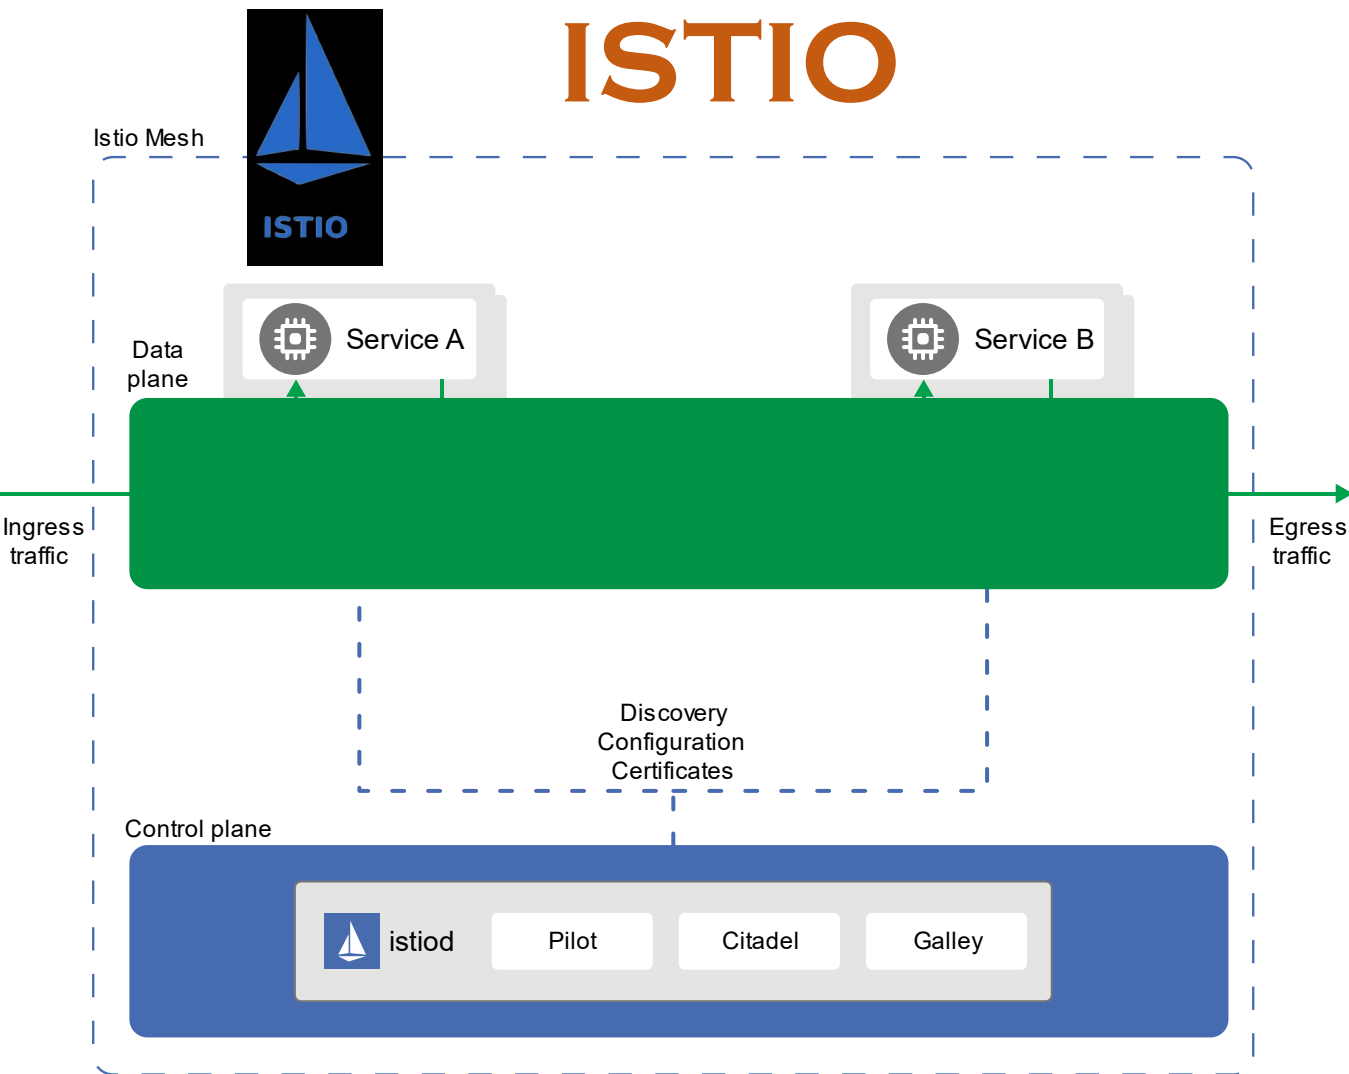 ISTIO
Istio Mesh
ISTIO
Service A
Service B
Data
plane
Ingress
traffic
Egress
traffic
Discovery
Configuration
Certificates
Control plane
istiod
Pilot
Citadel
Galley